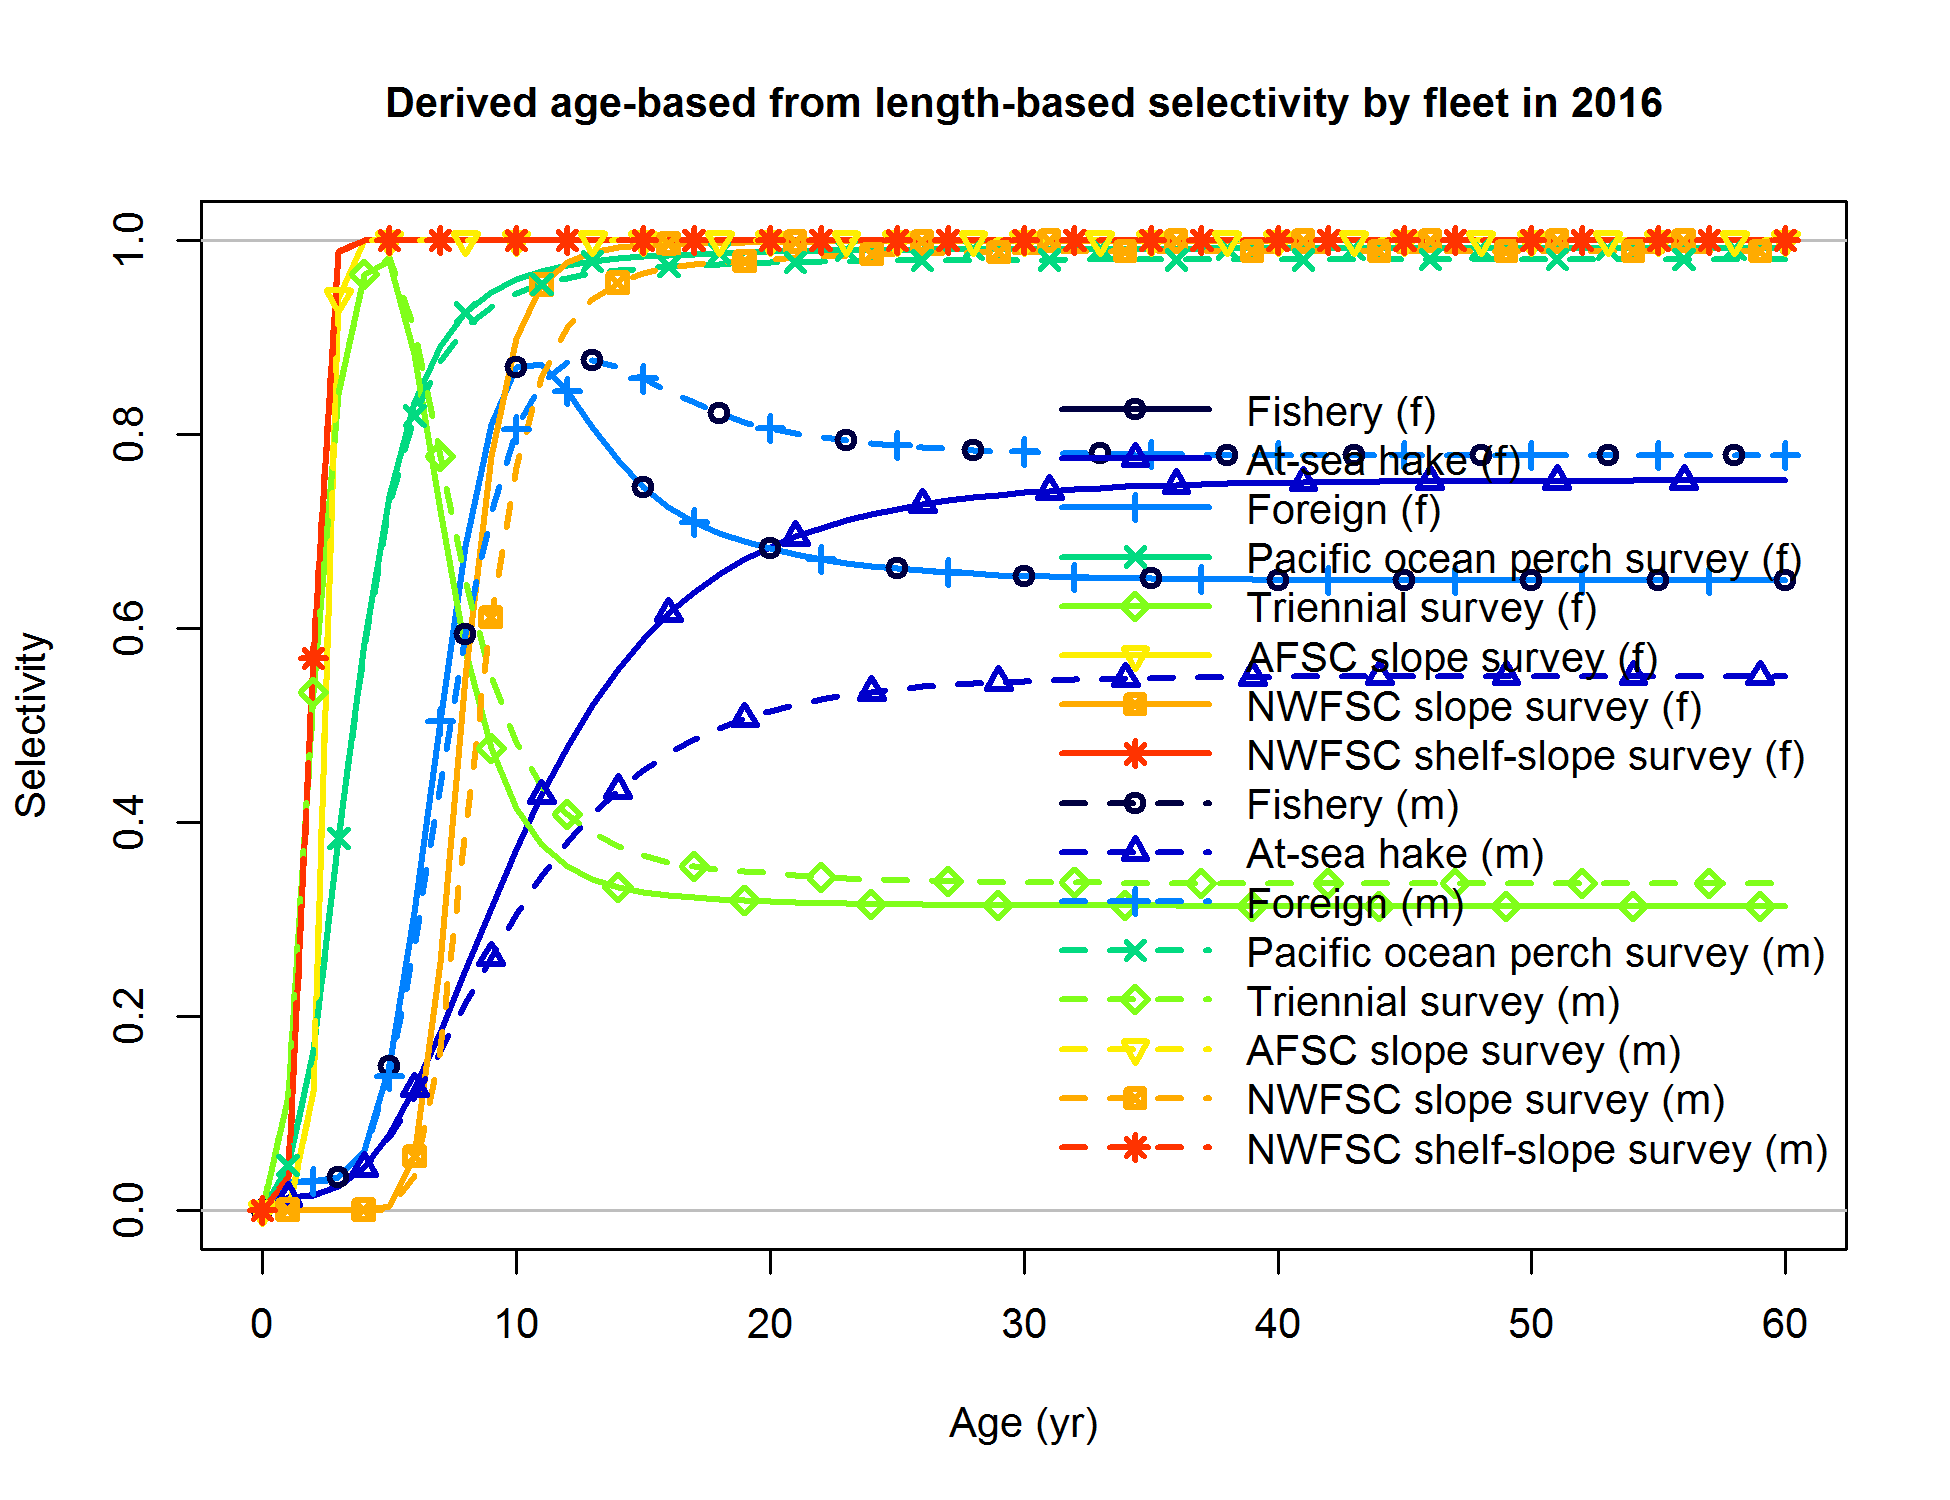 Derived age-based from length-based selectivity by fleet in 2016
Selectivity
1.0
0.8
0.6
0.4
0.2
0.0
Fishery (f)
At-sea hake (f)
Foreign (f)
Pacific ocean perch survey (f)
Triennial survey (f)
AFSC slope survey (f)
NWFSC slope survey (f)
NWFSC shelf-slope survey (f)
Fishery (m)
At-sea hake (m)
Foreign (m)
Pacific ocean perch survey (m)
Triennial survey (m)
AFSC slope survey (m)
NWFSC slope survey (m)
NWFSC shelf-slope survey (m)
0 10 20 30 40 50 60
Age (yr)